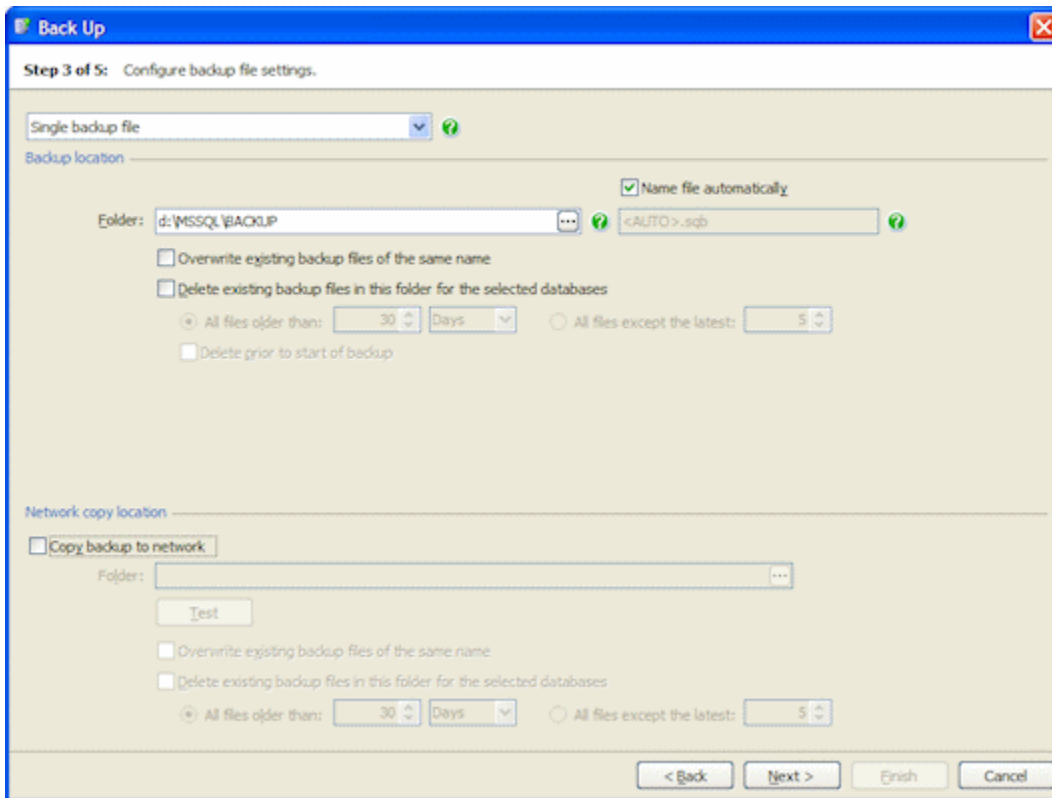 Back Up
Step 3 of 5: Configure backup file settings.
Single backup file
Backup location
Name file automatically
Folder: d:\MSSQL\BACKUP ... <AUTO>.sqb
Overwrite existing backup files of the same name
Delete existing backup files in this folder for the selected databases
All files older than: 30 Days All files except the latest: 5
Delete prior to start of backup
Network copy location
Copy backup to network
Folder: ...
Test
Overwrite existing backup files of the same name
Delete existing backup files in this folder for the selected databases
All files older than: 30 Days All files except the latest: 5
< Back Next > Finish Cancel